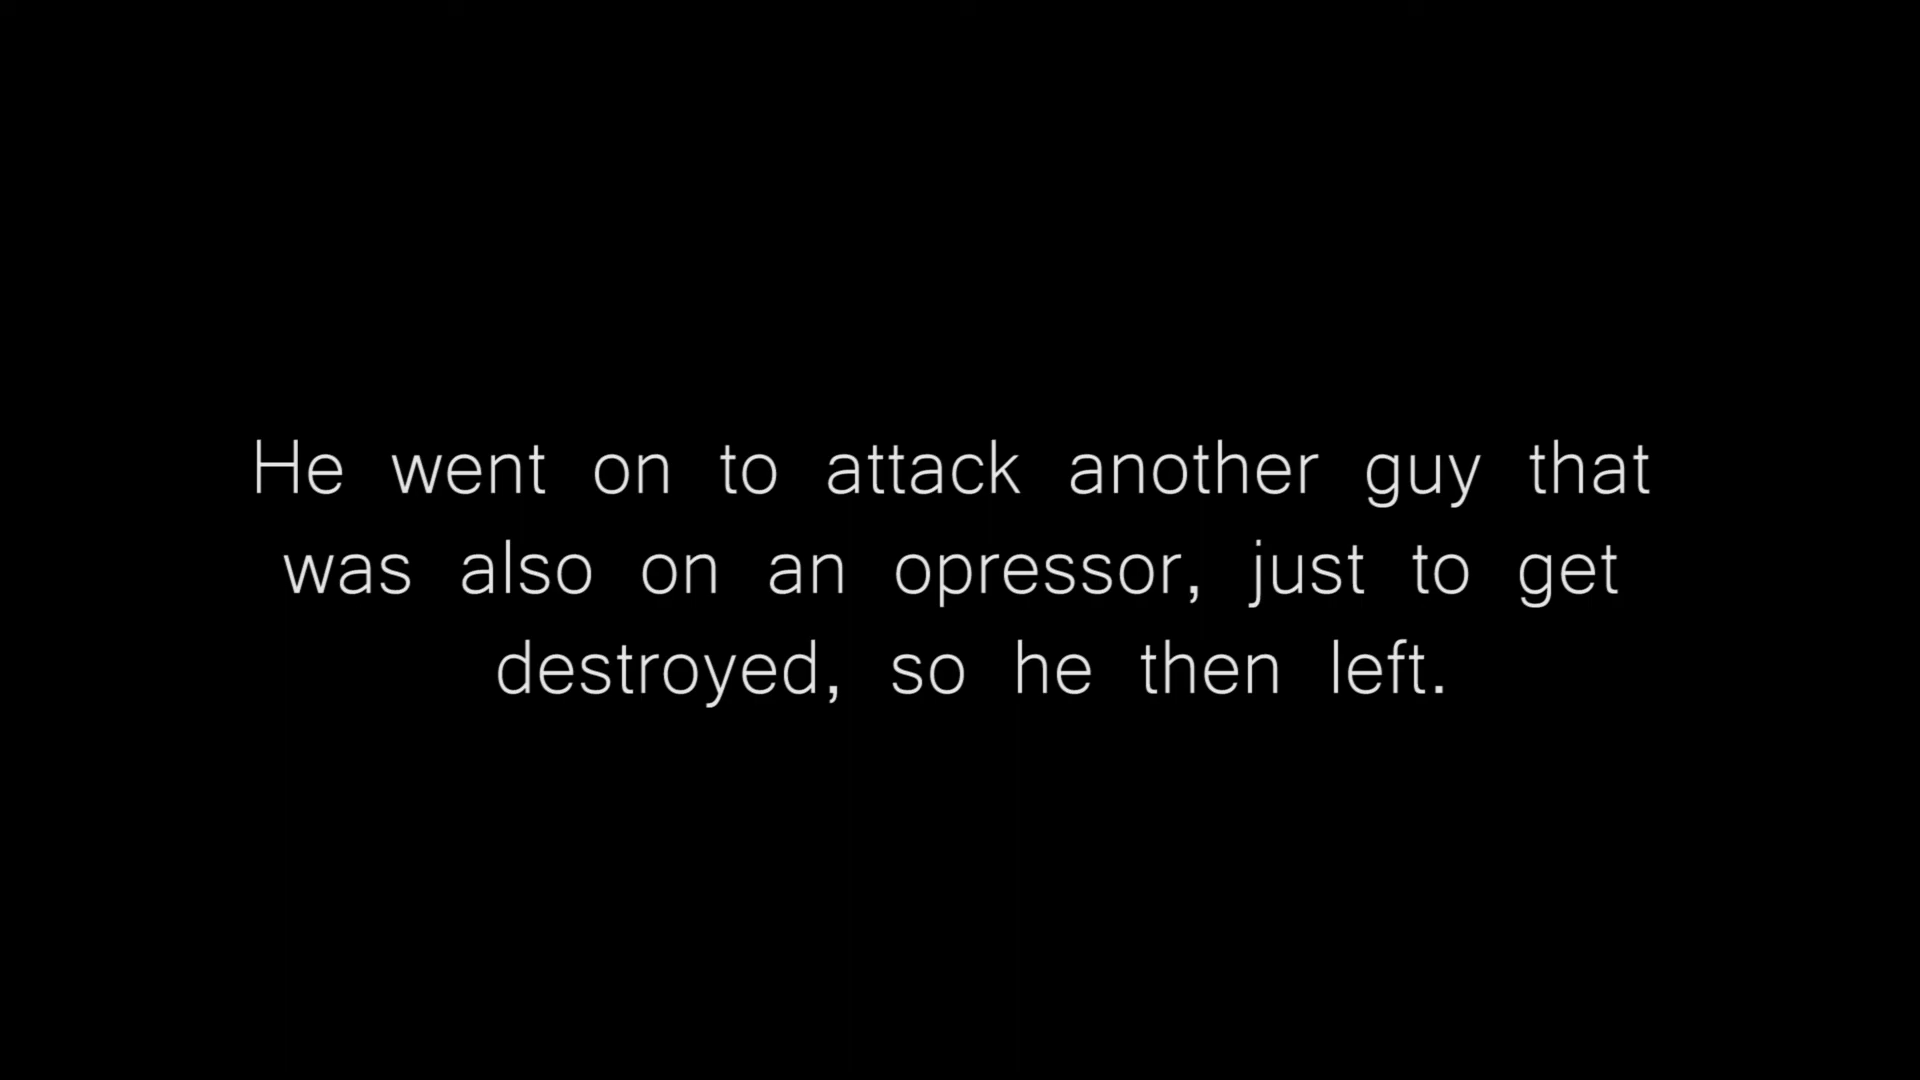 He went on to attack another guy that
was also on an opressor, just to get
destroyed, so he then left.